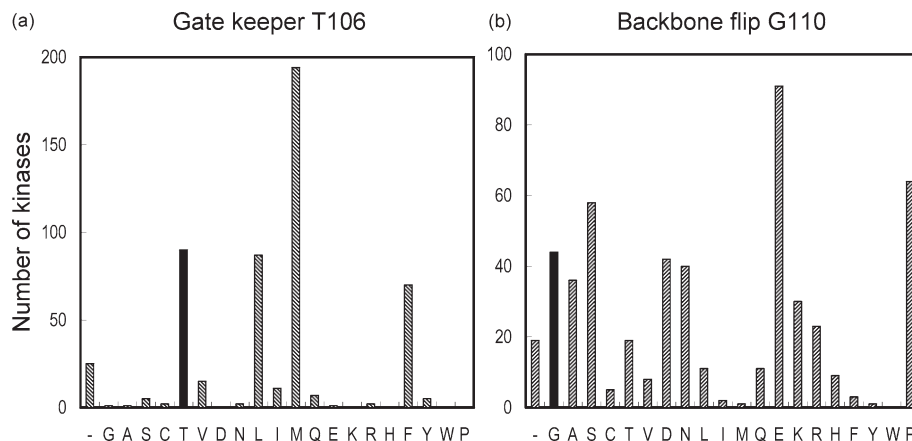 (a) Gate keeper T106
Number of kinases
200
150
100
50
0
- G A S C T V D N L I M Q E K R H F Y W P
(b) Backbone flip G110
100
80
60
40
20
0
- G A S C T V D N L I M Q E K R H F Y W P